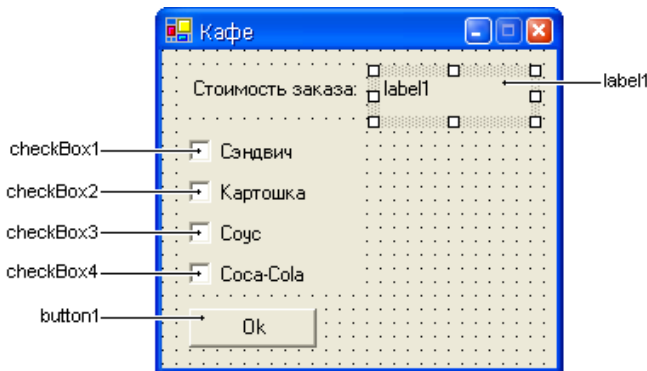 Кафе
Стоимость заказа: label1
label1
checkBox1 Сэндвич
checkBox2 Картошка
checkBox3 Соус
checkBox4 Coca-Cola
button1 Ok